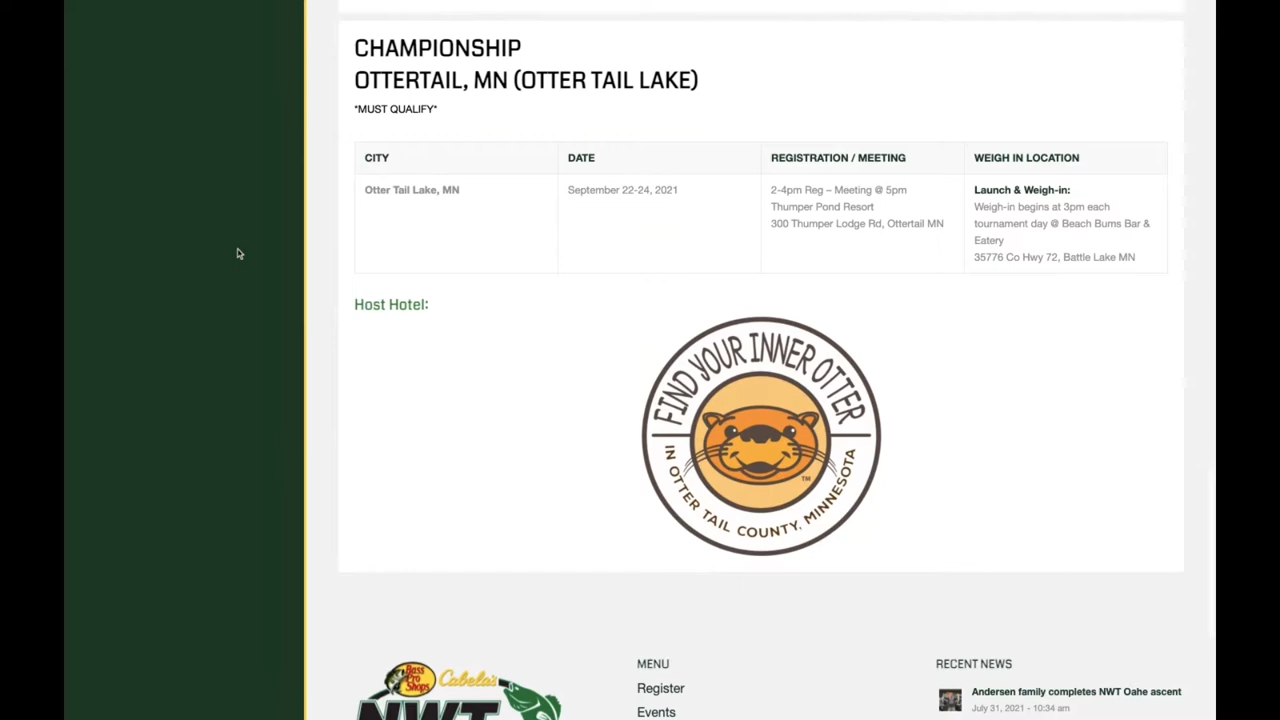 CHAMPIONSHIP
OTTERTAIL, MN (OTTER TAIL LAKE)
*MUST QUALIFY*
CITY
DATE
REGISTRATION / MEETING
WEIGH IN LOCATION
Otter Tail Lake, MN
September 22-24, 2021
2-4pm Reg – Meeting @ 5pm
Thumper Pond Resort
300 Thumper Lodge Rd, Ottertail MN
Launch & Weigh-in:
Weigh-in begins at 3pm each
tournament day @ Beach Bums Bar &
Eatery
35776 Co Hwy 72, Battle Lake MN
Host Hotel:
FIND YOUR INNER OTTER
TM
IN OTTER TAIL COUNTY, MINNESOTA
Bass
Pro
Shops
Cabela's
NWT
MENU
Register
Events
RECENT NEWS
Andersen family completes NWT Oahe ascent
July 31, 2021 - 10:34 am